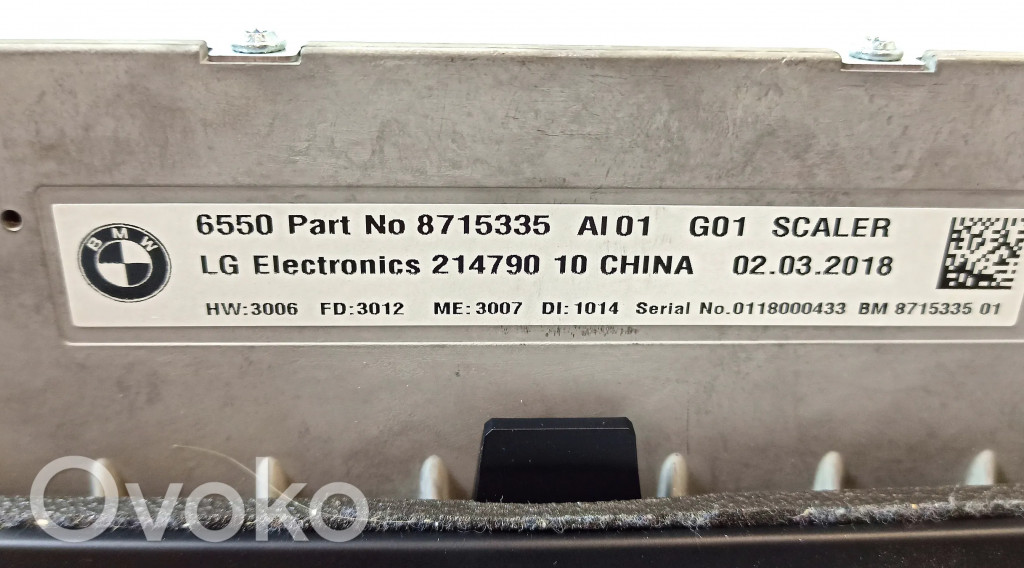 BMW
6550 Part No 8715335 AI 01 G01 SCALER
LG Electronics 214790 10 CHINA 02.03.2018
HW:3006 FD:3012 ME:3007 DI:1014 Serial No.0118000433 BM 8715335 01
Ovoko